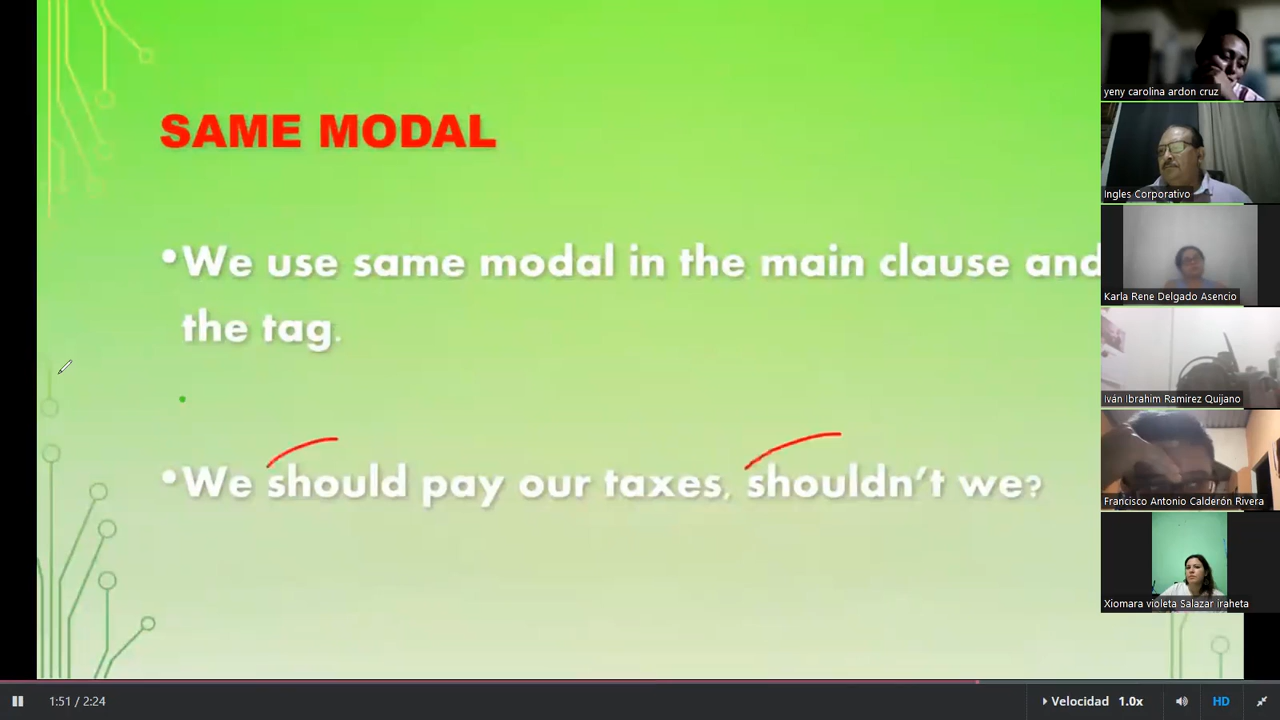 SAME MODAL
•We use same modal in the main clause and
the tag.
•
•We should pay our taxes, shouldn't we?
yeny carolina ardon cruz
Ingles Corporativo
Karla Rene Delgado Asencio
Iván Ibrahim Ramirez Quijano
Francisco Antonio Calderón Rivera
Xiomara violeta Salazar iraheta
1:51 / 2:24
Velocidad 1.0x
HD